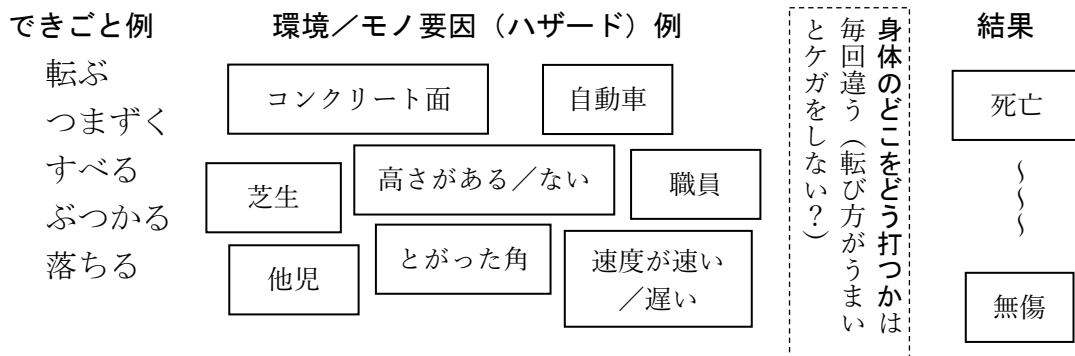 できごと例
転ぶ
つまずく
すべる
ぶつかる
落ちる
環境／モノ要因（ハザード）例
コンクリート面
自動車
芝生
高さがある／ない
職員
他児
とがった角
速度が速い
／遅い
身体のどこをどう打つかは
毎回違う（転び方がうまい
とケガをしない？）
結果
死亡
～～～
無傷